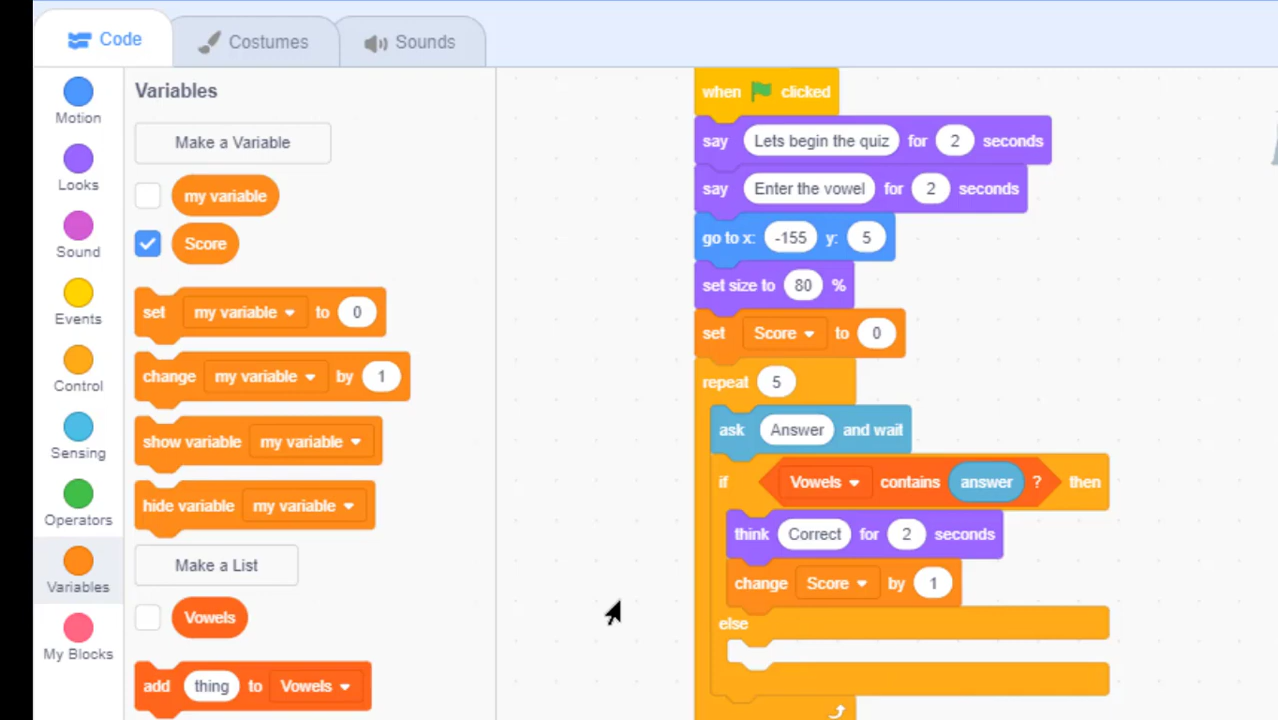 Code
Costumes
Sounds
Motion
Looks
Sound
Events
Control
Sensing
Operators
Variables
My Blocks
Variables
Make a Variable
my variable
Score
set my variable to 0
change my variable by 1
show variable my variable
hide variable my variable
Make a List
Vowels
add thing to Vowels
when clicked
say Lets begin the quiz for 2 seconds
say Enter the vowel for 2 seconds
go to x: -155 y: 5
set size to 80 %
set Score to 0
repeat 5
ask Answer and wait
if Vowels contains answer ? then
think Correct for 2 seconds
change Score by 1
else